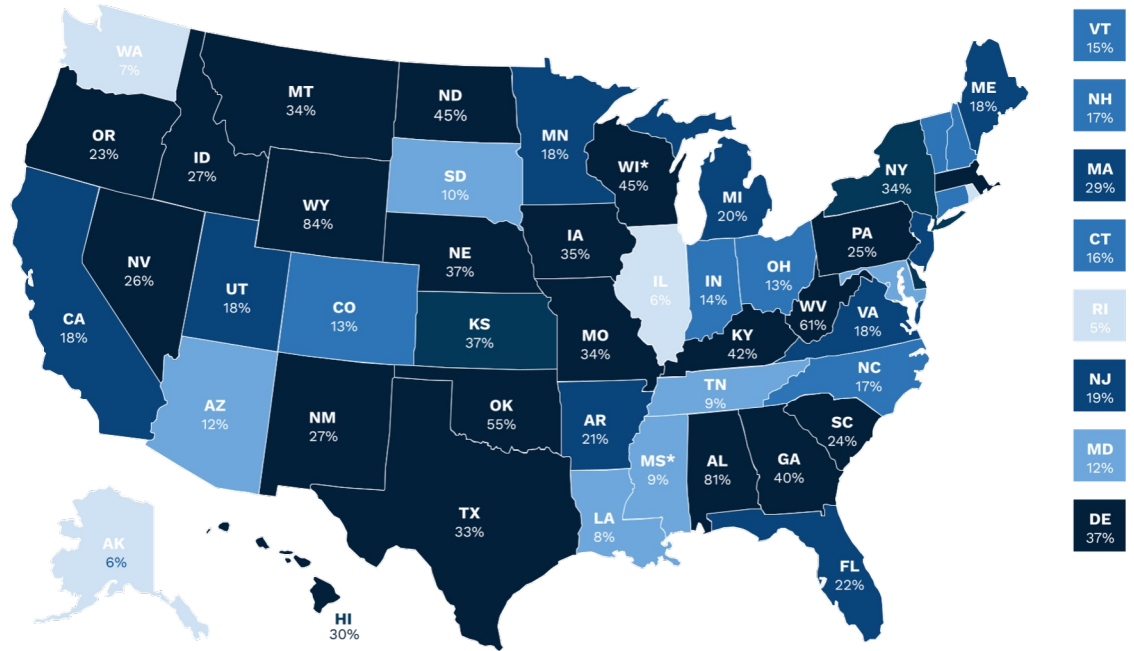 WA
7%
MT
34%
ND
45%
OR
23%
ID
27%
WY
84%
SD
10%
MN
18%
WI*
45%
MI
20%
NY
34%
ME
18%
NV
26%
UT
18%
CO
13%
NE
37%
KS
37%
IA
35%
IL
6%
IN
14%
OH
13%
PA
25%
CA
18%
AZ
12%
NM
27%
OK
55%
MO
34%
KY
42%
WV
61%
VA
18%
TN
9%
NC
17%
AR
21%
SC
24%
MS*
9%
AL
81%
GA
40%
TX
33%
LA
8%
FL
22%
AK
6%
HI
30%
VT
15%
NH
17%
MA
29%
CT
16%
RI
5%
NJ
19%
MD
12%
DE
37%